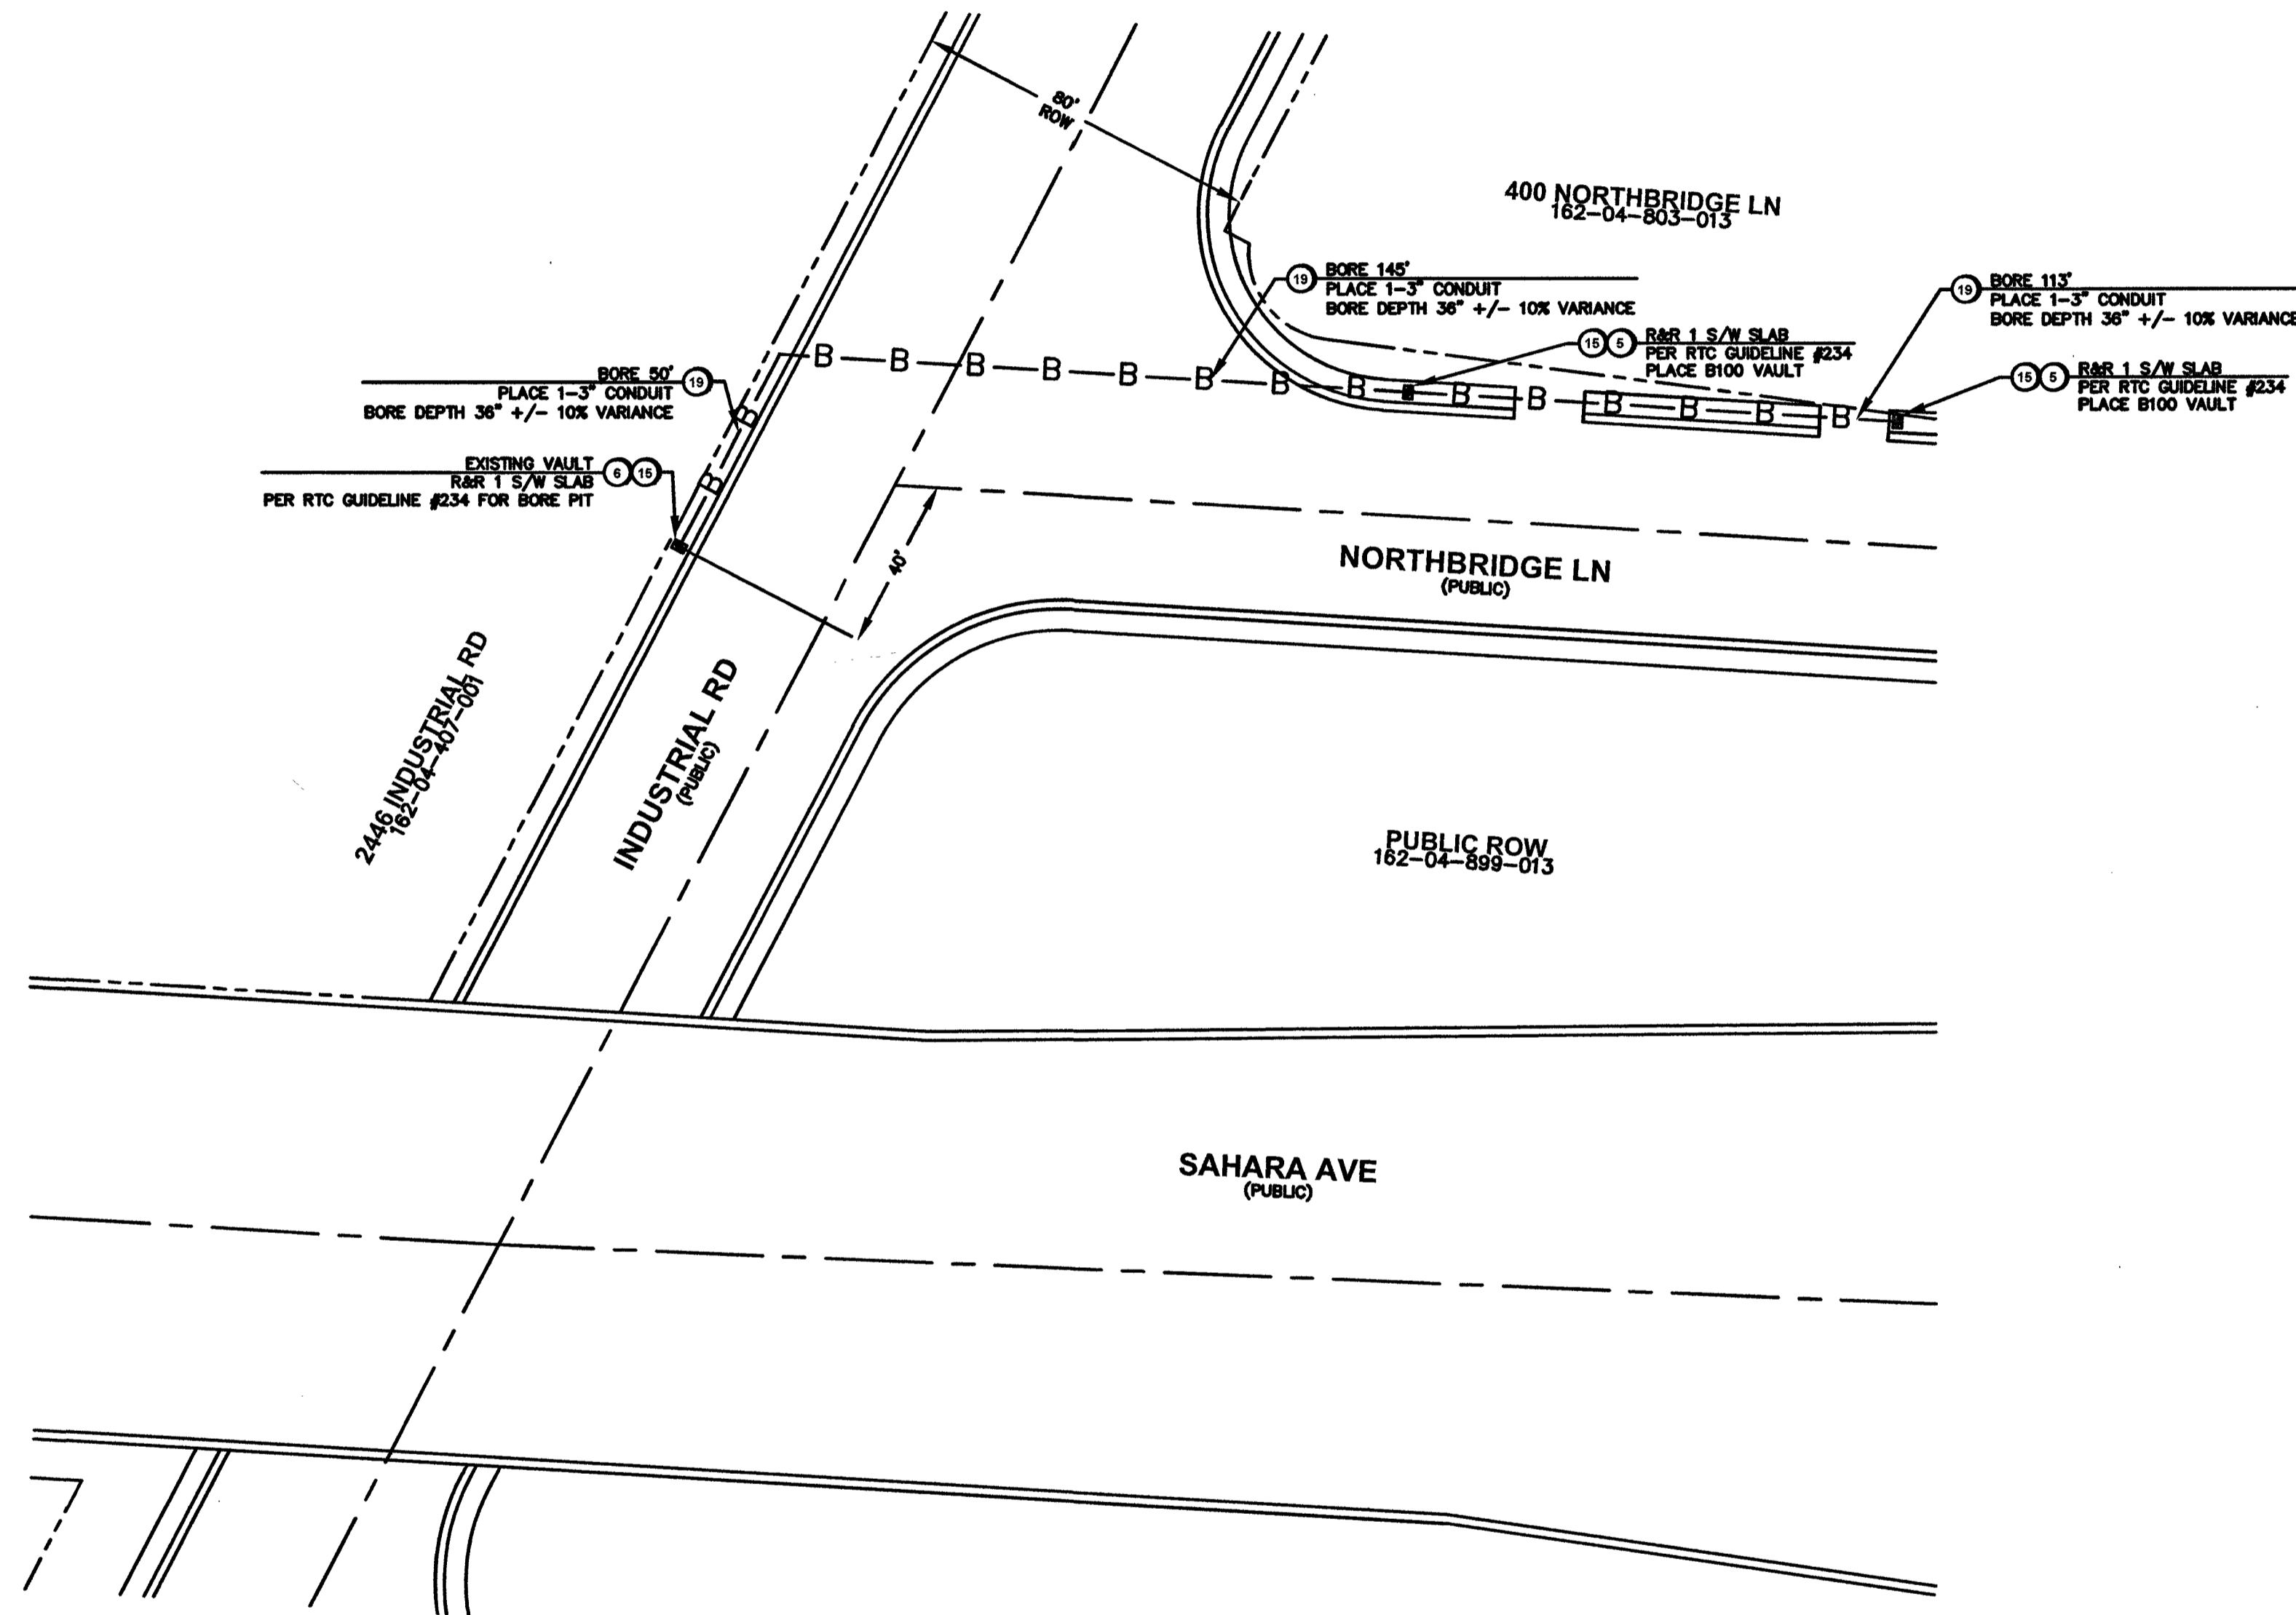 80'
ROW
400 NORTHBRIDGE LN
162-04-803-013
19
BORE 145'
PLACE 1-3" CONDUIT
BORE DEPTH 36" +/- 10% VARIANCE
19
BORE 113'
PLACE 1-3" CONDUIT
BORE DEPTH 36" +/- 10% VARIANCE
15 5
R&R 1 S/W SLAB
PER RTC GUIDELINE #234
PLACE B100 VAULT
15 5
R&R 1 S/W SLAB
PER RTC GUIDELINE #234
PLACE B100 VAULT
B B B B B B B B B B B B B B
BORE 50'
19
PLACE 1-3" CONDUIT
BORE DEPTH 36" +/- 10% VARIANCE
B
B
EXISTING VAULT
6 15
R&R 1 S/W SLAB
PER RTC GUIDELINE #234 FOR BORE PIT
40'
NORTHBRIDGE LN
(PUBLIC)
2446 INDUSTRIAL RD
162-04-407-001
INDUSTRIAL RD
(PUBLIC)
PUBLIC ROW
162-04-899-013
SAHARA AVE
(PUBLIC)